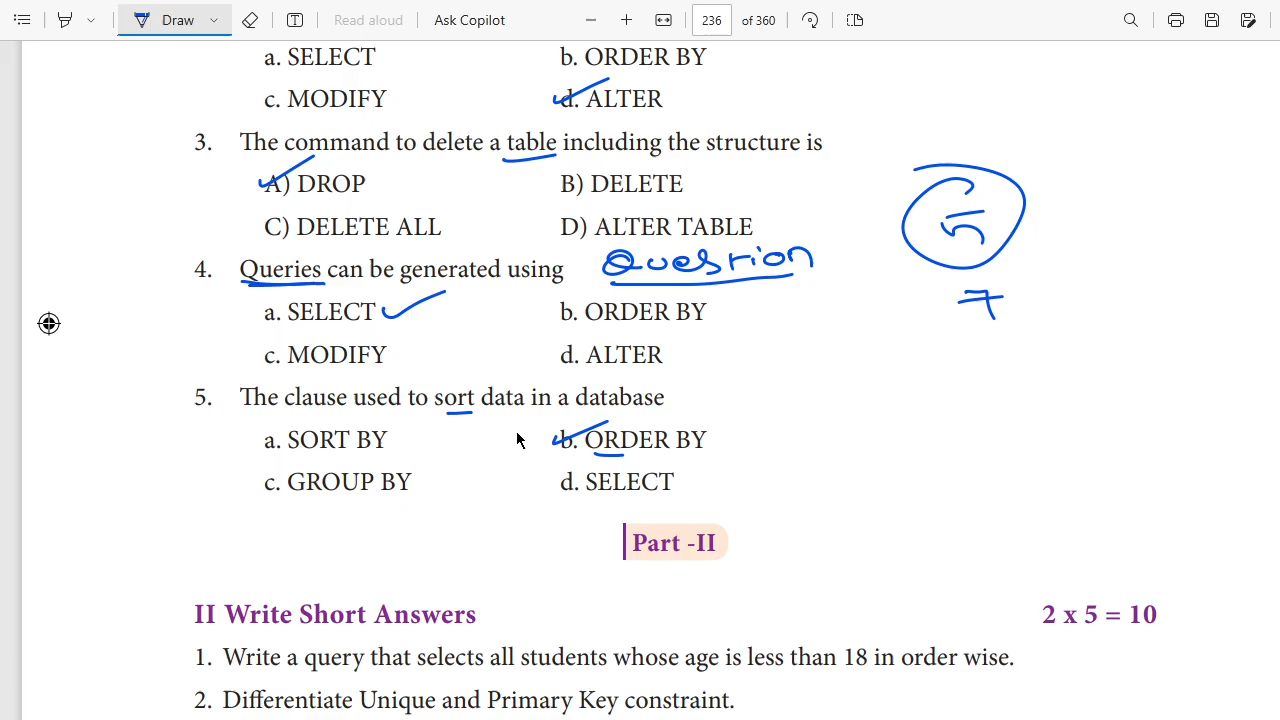 Draw
Read aloud
Ask Copilot
236 of 360
a. SELECT b. ORDER BY
c. MODIFY d. ALTER
3. The command to delete a table including the structure is
A) DROP B) DELETE
C) DELETE ALL D) ALTER TABLE
4. Queries can be generated using Question
a. SELECT b. ORDER BY
c. MODIFY d. ALTER
5. The clause used to sort data in a database
a. SORT BY b. ORDER BY
c. GROUP BY d. SELECT
Part -II
II Write Short Answers 2 x 5 = 10
1. Write a query that selects all students whose age is less than 18 in order wise.
2. Differentiate Unique and Primary Key constraint.